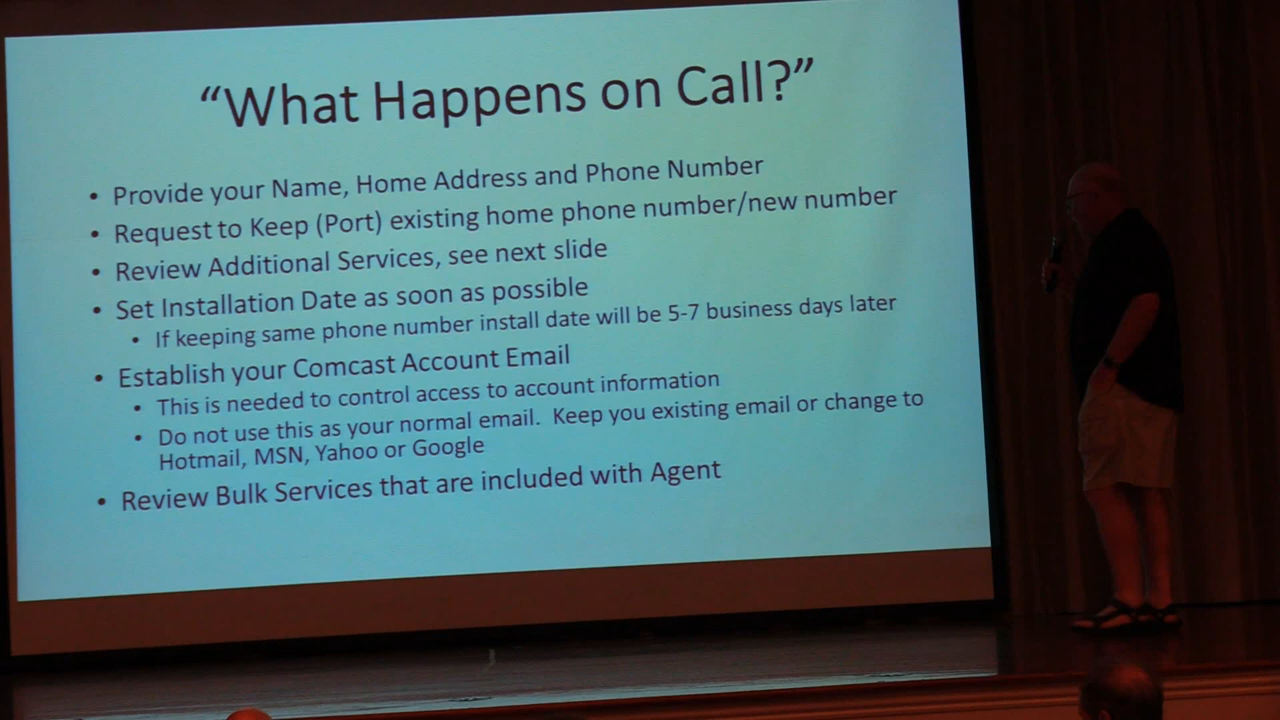 “What Happens on Call?”
• Provide your Name, Home Address and Phone Number
• Request to Keep (Port) existing home phone number/new number
• Review Additional Services, see next slide
• Set Installation Date as soon as possible
• If keeping same phone number install date will be 5-7 business days later
• Establish your Comcast Account Email
• This is needed to control access to account information
• Do not use this as your normal email. Keep you existing email or change to
Hotmail, MSN, Yahoo or Google
• Review Bulk Services that are included with Agent